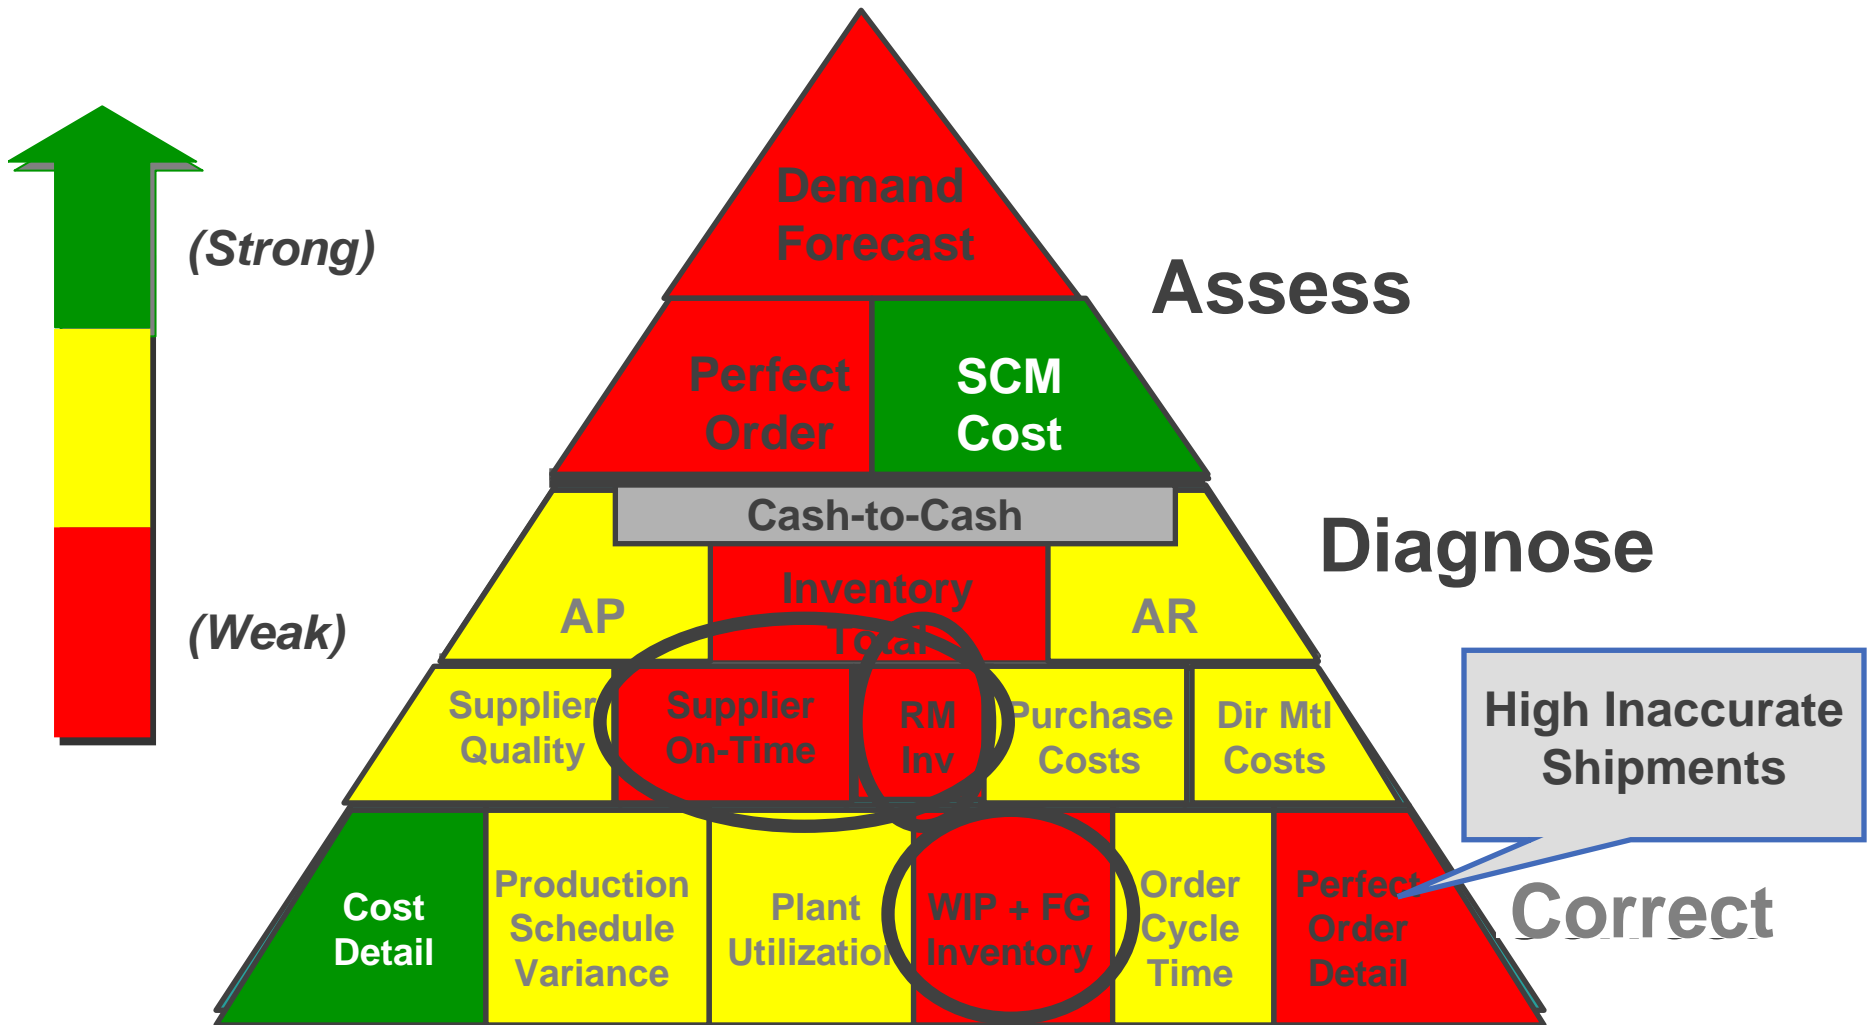 Demand
Forecast
(Strong)
Assess
Perfect
Order
SCM
Cost
Cash-to-Cash
Diagnose
AP
Inventory
Total
AR
(Weak)
Supplier
Quality
Supplier
On-Time
RM
Inv
Purchase
Costs
Dir Mtl
Costs
High Inaccurate
Shipments
Cost
Detail
Production
Schedule
Variance
Plant
Utilization
WIP + FG
Inventory
Order
Cycle
Time
Perfect
Order
Detail
Correct